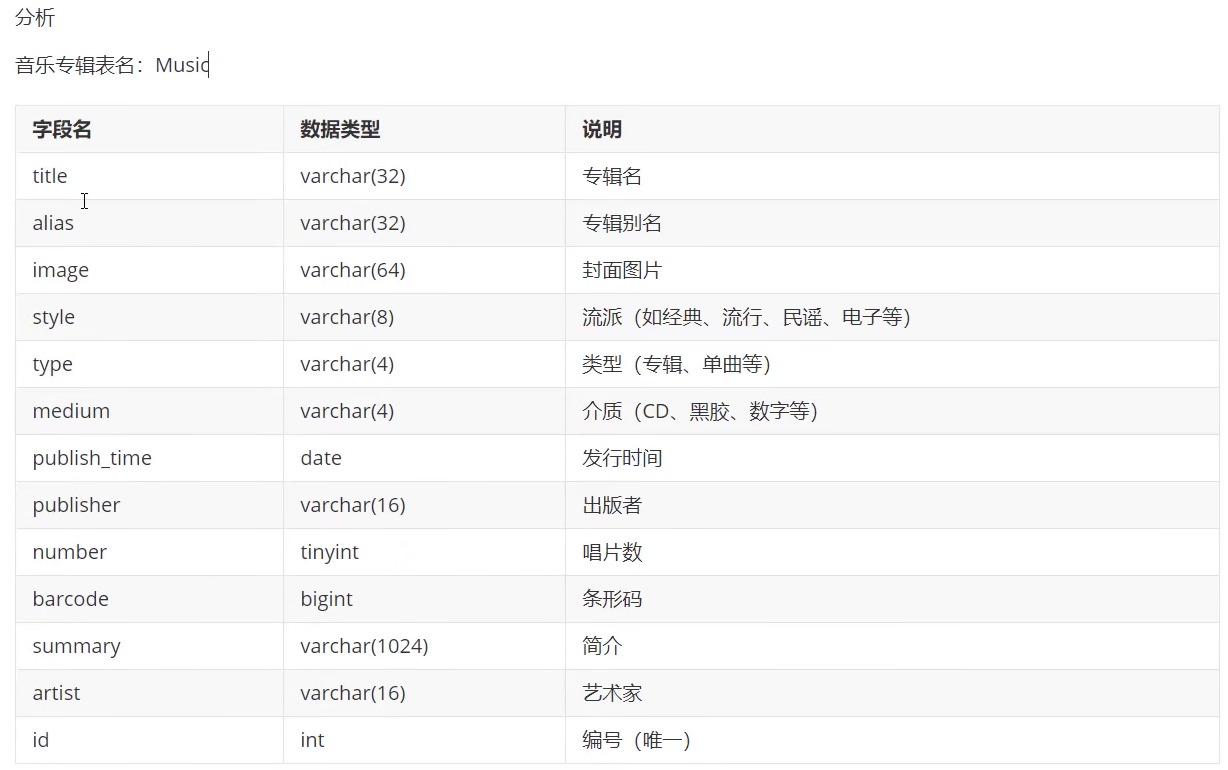 分析
音乐专辑表名：Music
字段名 数据类型 说明
title varchar(32) 专辑名
alias varchar(32) 专辑别名
image varchar(64) 封面图片
style varchar(8) 流派（如经典、流行、民谣、电子等）
type varchar(4) 类型（专辑、单曲等）
medium varchar(4) 介质（CD、黑胶、数字等）
publish_time date 发行时间
publisher varchar(16) 出版者
number tinyint 唱片数
barcode bigint 条形码
summary varchar(1024) 简介
artist varchar(16) 艺术家
id int 编号（唯一）